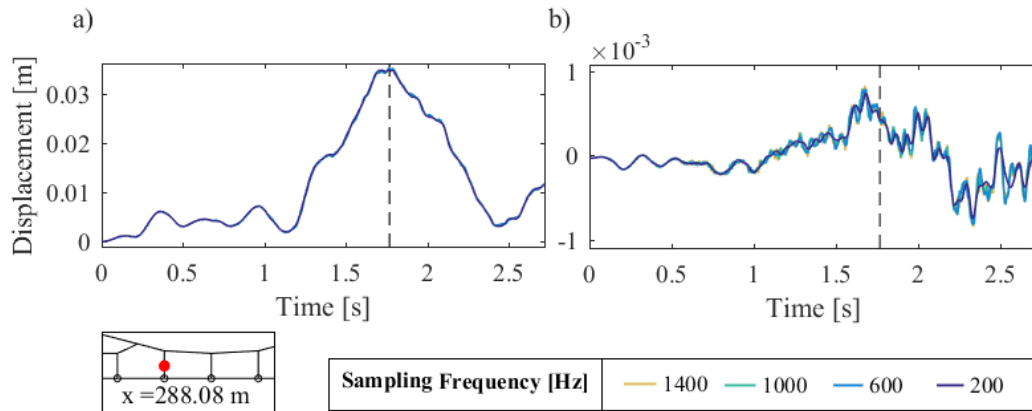 a)
b)
×10⁻³
Displacement [m]
0.03
0.02
0.01
0
0 0.5 1 1.5 2 2.5
Time [s]
1
0
-1
0 0.5 1 1.5 2 2.5
Time [s]
x =288.08 m
Sampling Frequency [Hz] 1400 1000 600 200